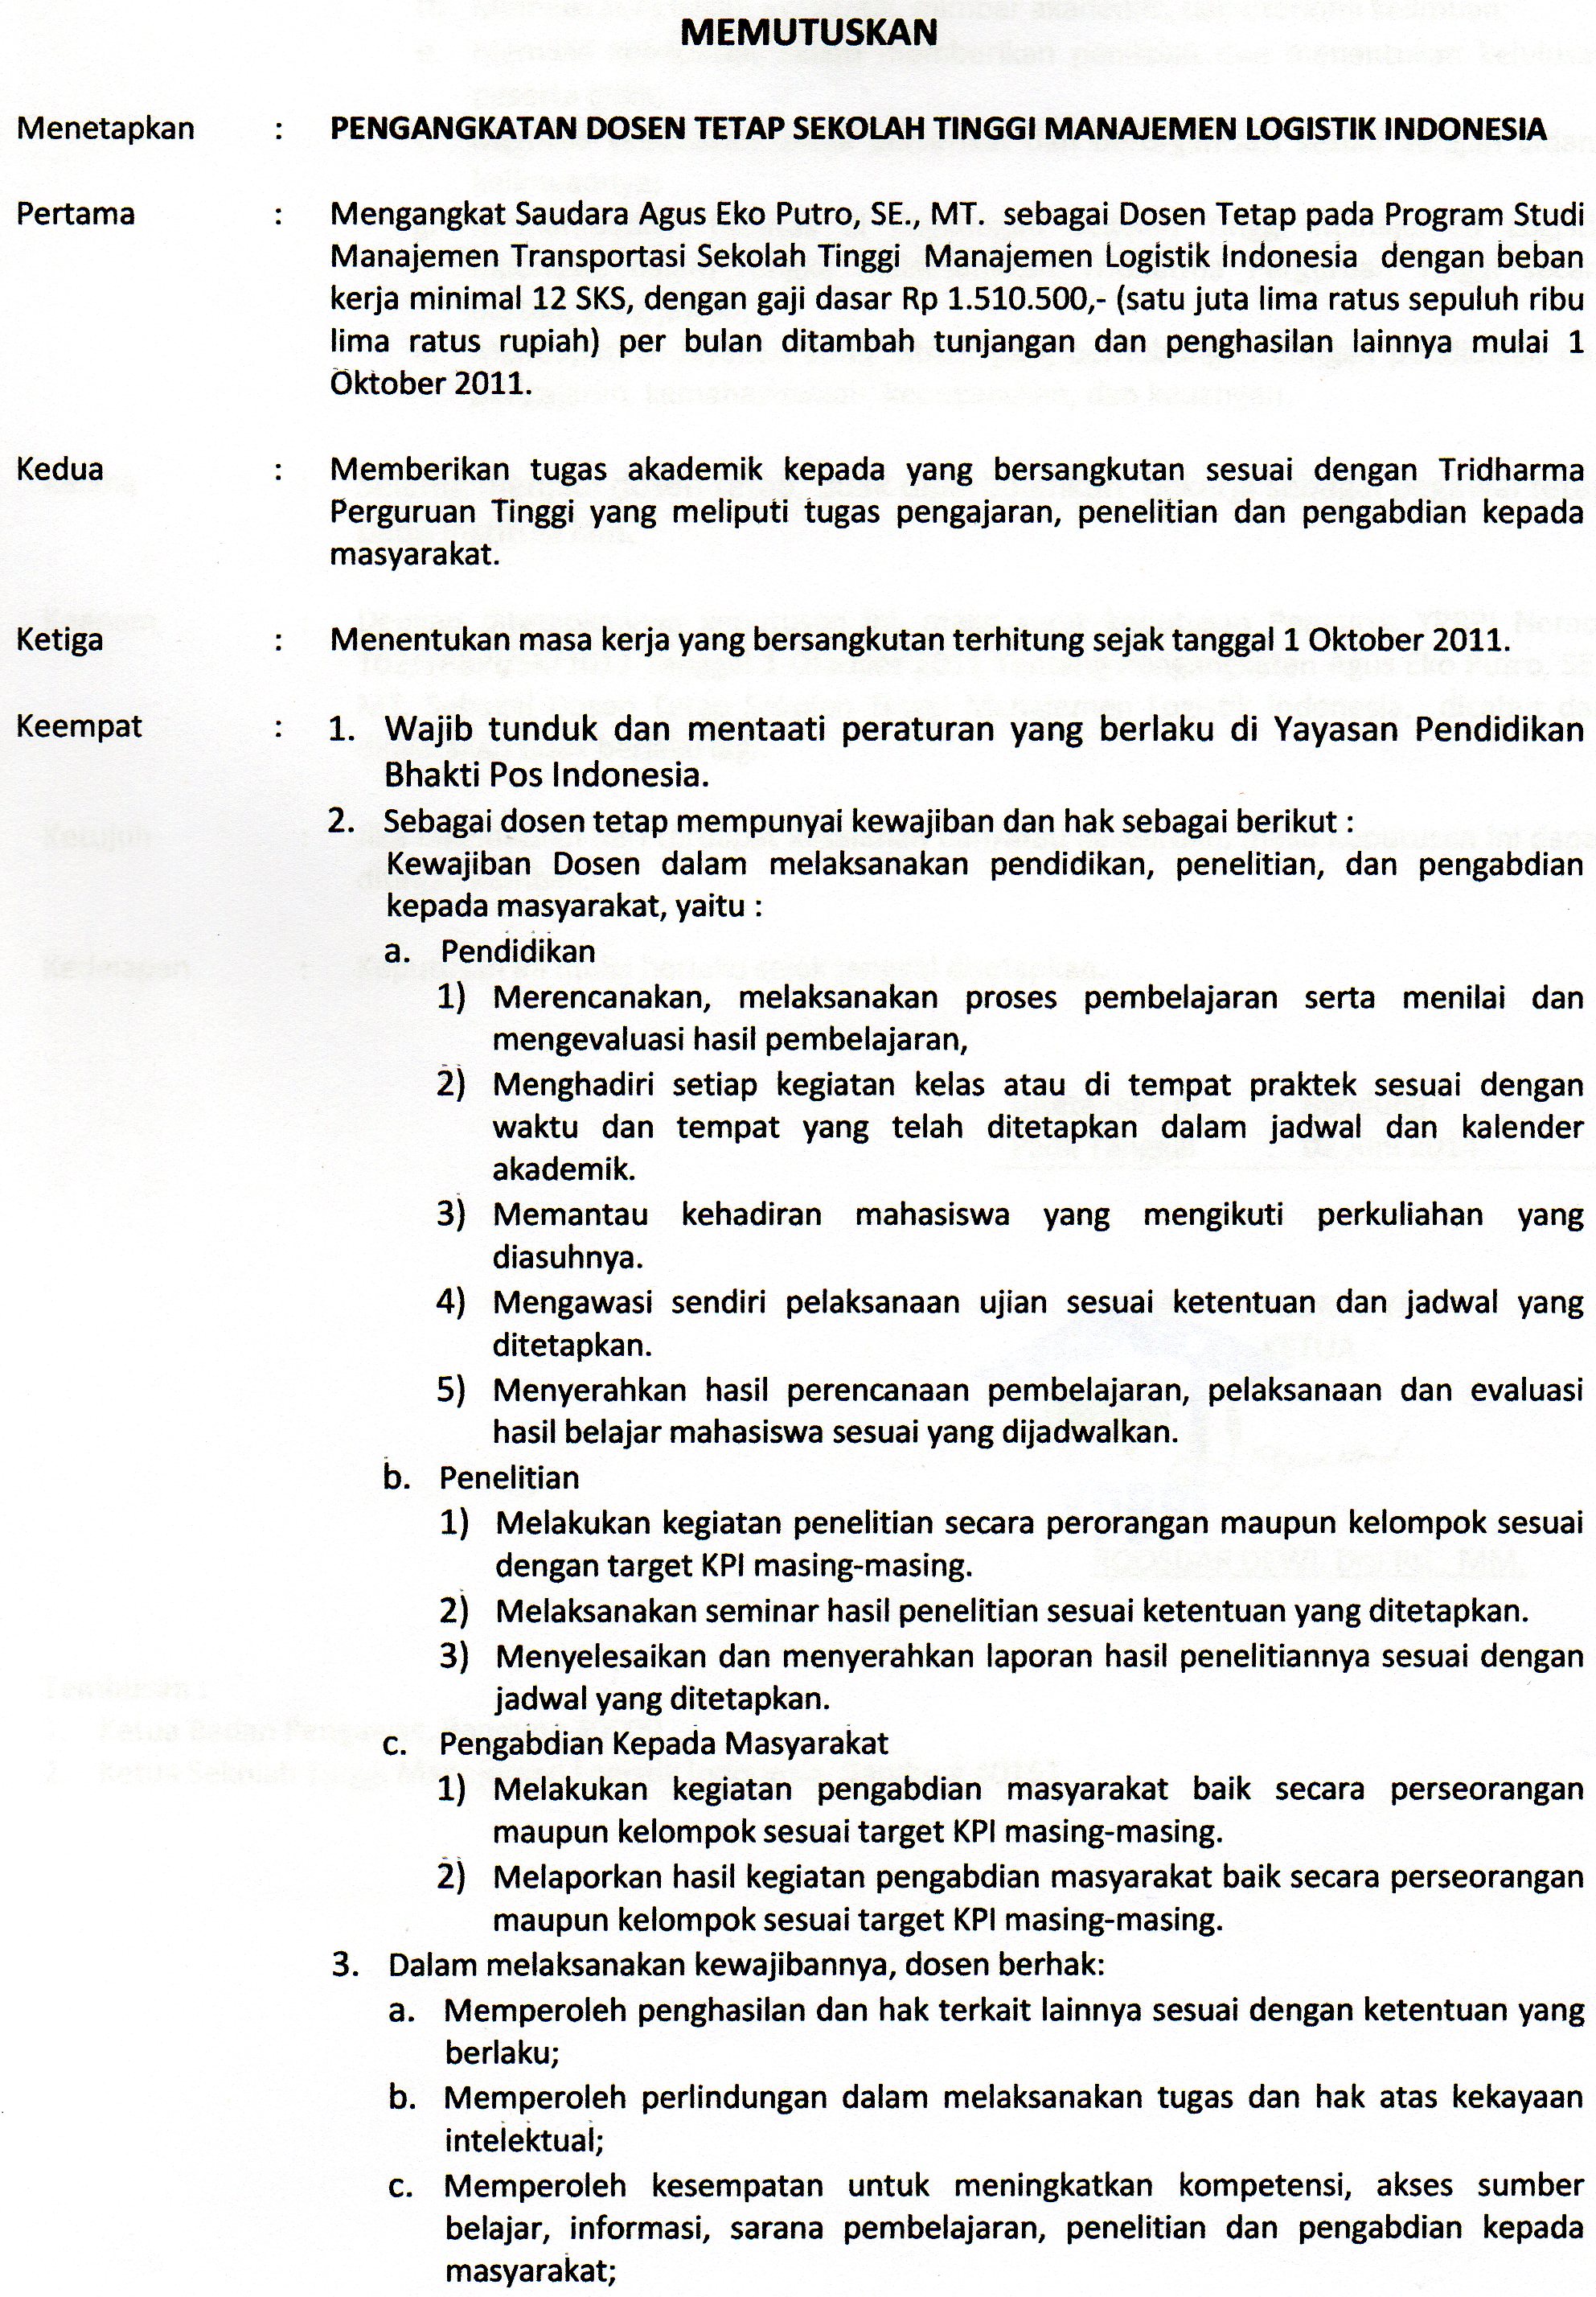 MEMUTUSKAN
Menetapkan : PENGANGKATAN DOSEN TETAP SEKOLAH TINGGI MANAJEMEN LOGISTIK INDONESIA
Pertama : Mengangkat Saudara Agus Eko Putro, SE., MT. sebagai Dosen Tetap pada Program Studi
Manajemen Transportasi Sekolah Tinggi Manajemen Logistik Indonesia dengan beban
kerja minimal 12 SKS, dengan gaji dasar Rp 1.510.500,- (satu juta lima ratus sepuluh ribu
lima ratus rupiah) per bulan ditambah tunjangan dan penghasilan lainnya mulai 1
Oktober 2011.
Kedua : Memberikan tugas akademik kepada yang bersangkutan sesuai dengan Tridharma
Perguruan Tinggi yang meliputi tugas pengajaran, penelitian dan pengabdian kepada
masyarakat.
Ketiga : Menentukan masa kerja yang bersangkutan terhitung sejak tanggal 1 Oktober 2011.
Keempat : 1. Wajib tunduk dan mentaati peraturan yang berlaku di Yayasan Pendidikan
Bhakti Pos Indonesia.
2. Sebagai dosen tetap mempunyai kewajiban dan hak sebagai berikut :
Kewajiban Dosen dalam melaksanakan pendidikan, penelitian, dan pengabdian
kepada masyarakat, yaitu :
a. Pendidikan
1) Merencanakan, melaksanakan proses pembelajaran serta menilai dan
mengevaluasi hasil pembelajaran,
2) Menghadiri setiap kegiatan kelas atau di tempat praktek sesuai dengan
waktu dan tempat yang telah ditetapkan dalam jadwal dan kalender
akademik.
3) Memantau kehadiran mahasiswa yang mengikuti perkuliahan yang
diasuhnya.
4) Mengawasi sendiri pelaksanaan ujian sesuai ketentuan dan jadwal yang
ditetapkan.
5) Menyerahkan hasil perencanaan pembelajaran, pelaksanaan dan evaluasi
hasil belajar mahasiswa sesuai yang dijadwalkan.
b. Penelitian
1) Melakukan kegiatan penelitian secara perorangan maupun kelompok sesuai
dengan target KPI masing-masing.
2) Melaksanakan seminar hasil penelitian sesuai ketentuan yang ditetapkan.
3) Menyelesaikan dan menyerahkan laporan hasil penelitiannya sesuai dengan
jadwal yang ditetapkan.
c. Pengabdian Kepada Masyarakat
1) Melakukan kegiatan pengabdian masyarakat baik secara perseorangan
maupun kelompok sesuai target KPI masing-masing.
2) Melaporkan hasil kegiatan pengabdian masyarakat baik secara perseorangan
maupun kelompok sesuai target KPI masing-masing.
3. Dalam melaksanakan kewajibannya, dosen berhak:
a. Memperoleh penghasilan dan hak terkait lainnya sesuai dengan ketentuan yang
berlaku;
b. Memperoleh perlindungan dalam melaksanakan tugas dan hak atas kekayaan
intelektual;
c. Memperoleh kesempatan untuk meningkatkan kompetensi, akses sumber
belajar, informasi, sarana pembelajaran, penelitian dan pengabdian kepada
masyarakat;